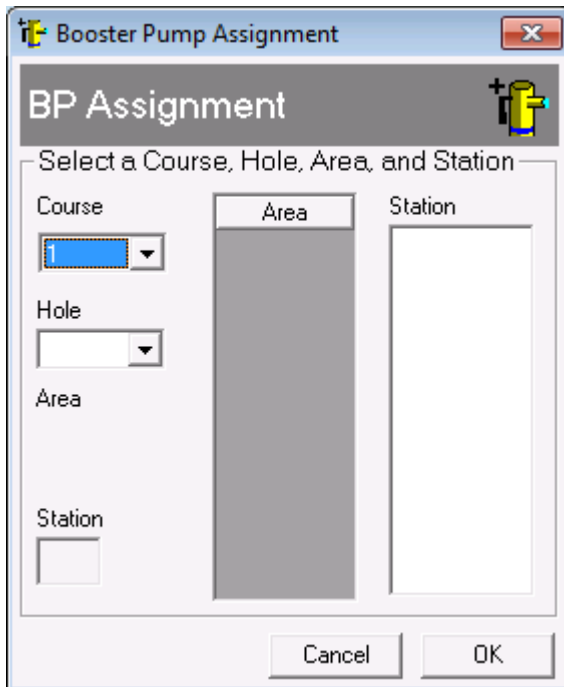 Booster Pump Assignment
BP Assignment
Select a Course, Hole, Area, and Station
Course
1
Hole
Area
Station
Area
Station
Cancel
OK